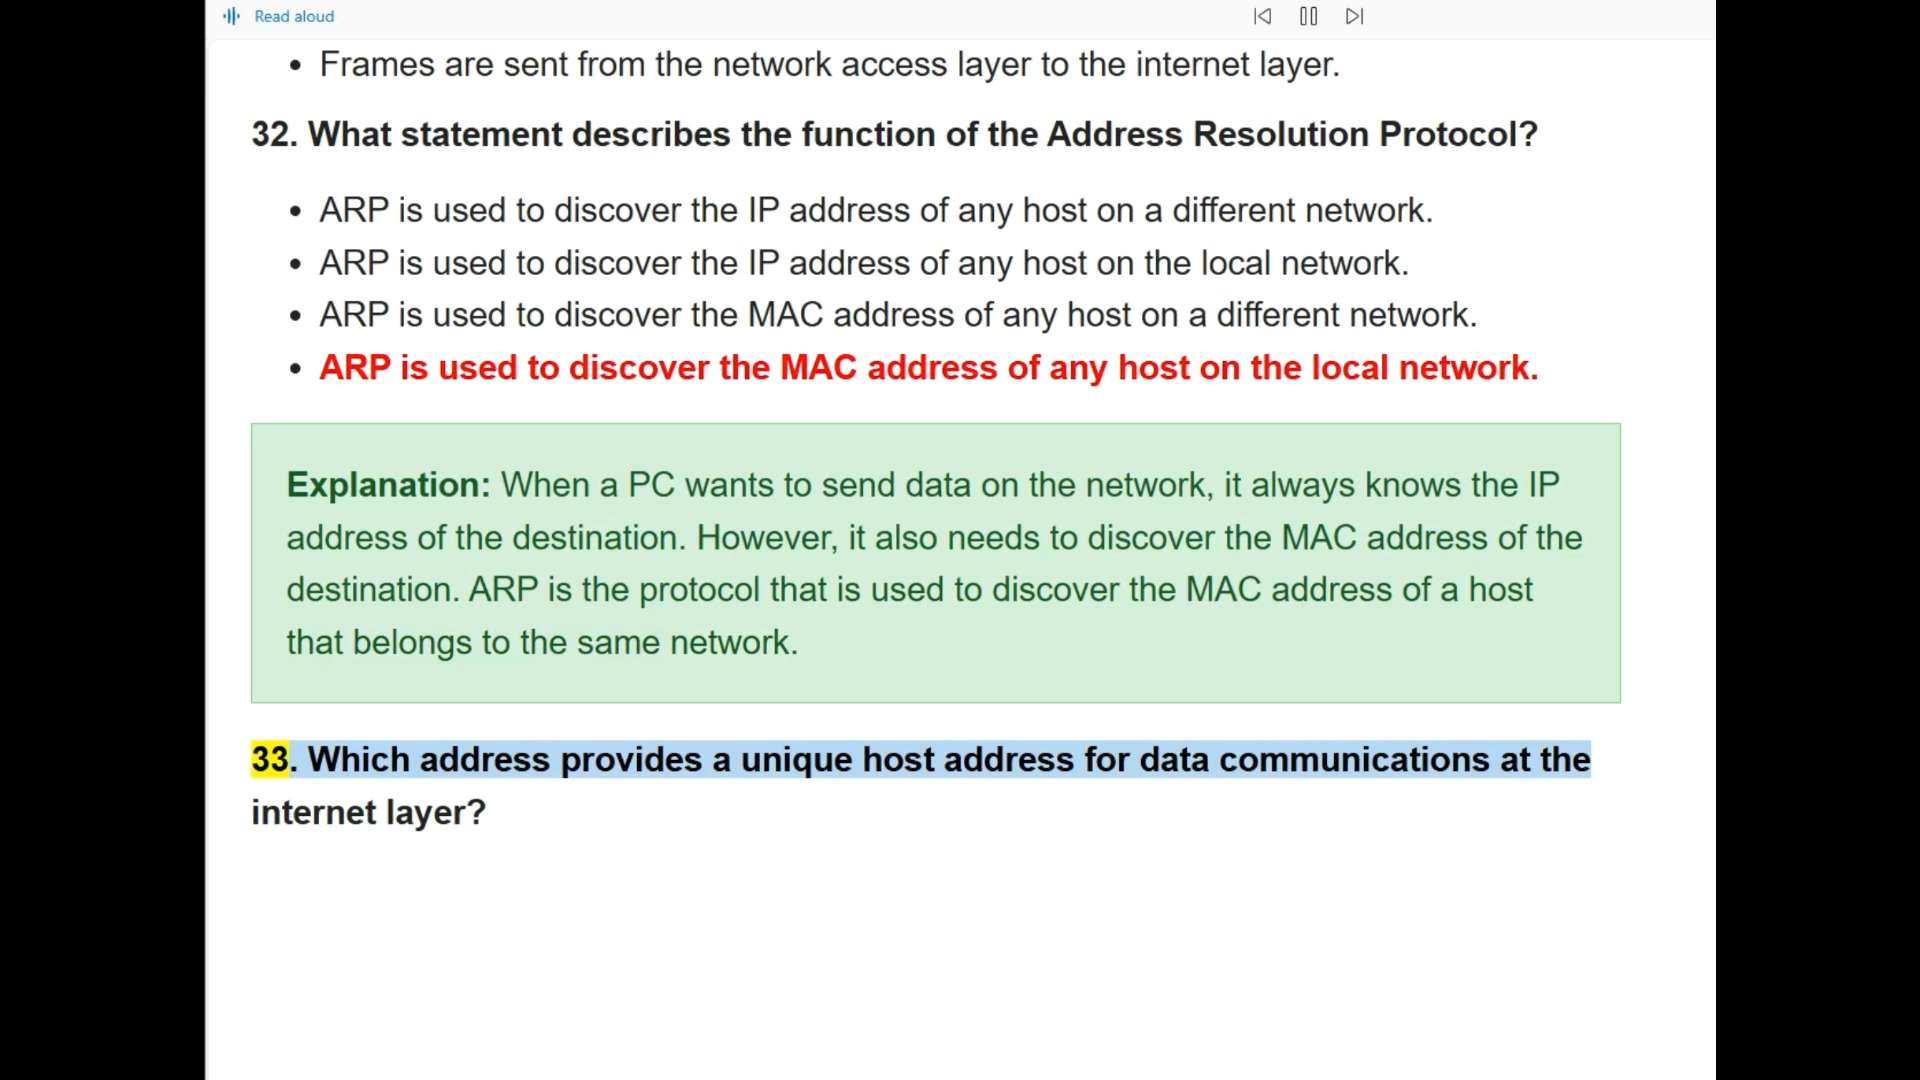 Read aloud
• Frames are sent from the network access layer to the internet layer.
32. What statement describes the function of the Address Resolution Protocol?
• ARP is used to discover the IP address of any host on a different network.
• ARP is used to discover the IP address of any host on the local network.
• ARP is used to discover the MAC address of any host on a different network.
• ARP is used to discover the MAC address of any host on the local network.
Explanation: When a PC wants to send data on the network, it always knows the IP
address of the destination. However, it also needs to discover the MAC address of the
destination. ARP is the protocol that is used to discover the MAC address of a host
that belongs to the same network.
33. Which address provides a unique host address for data communications at the
internet layer?